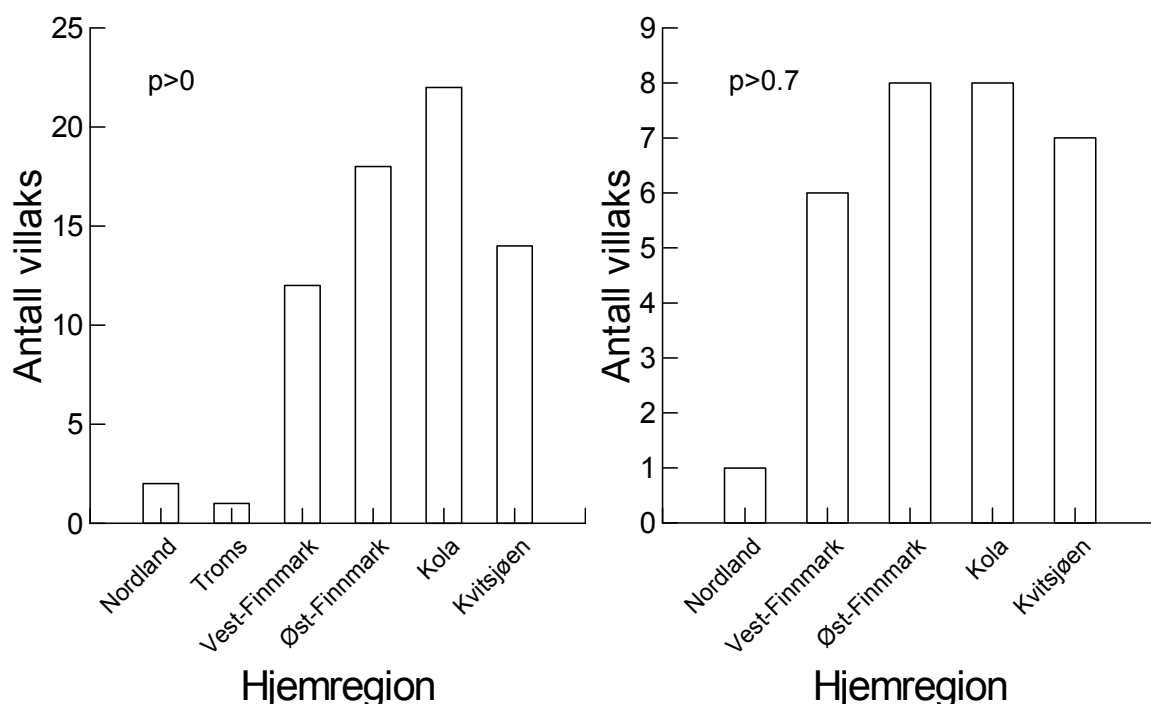 p>0
Antall villaks
25
20
15
10
5
0
Nordland
Troms
Vest-Finnmark
Øst-Finnmark
Kola
Kvitsjøen
Hjemregion
p>0.7
Antall villaks
9
8
7
6
5
4
3
2
1
0
Nordland
Vest-Finnmark
Øst-Finnmark
Kola
Kvitsjøen
Hjemregion